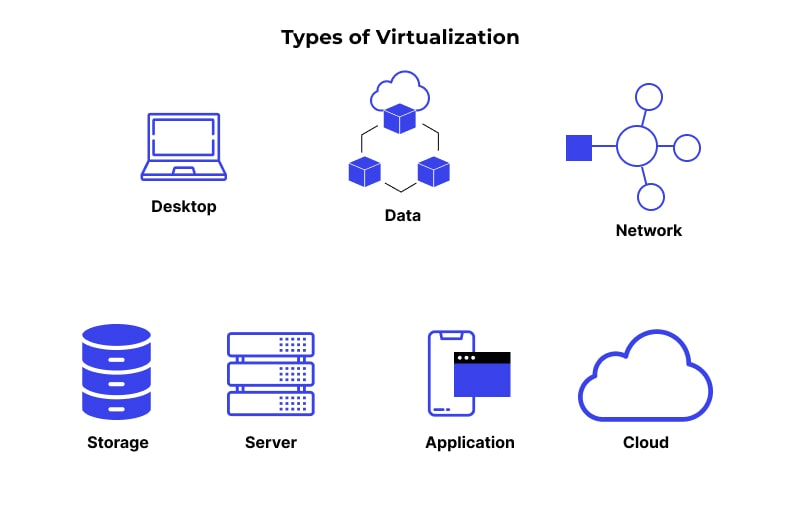 Types of Virtualization
Desktop
Data
Network
Storage
Server
Application
Cloud